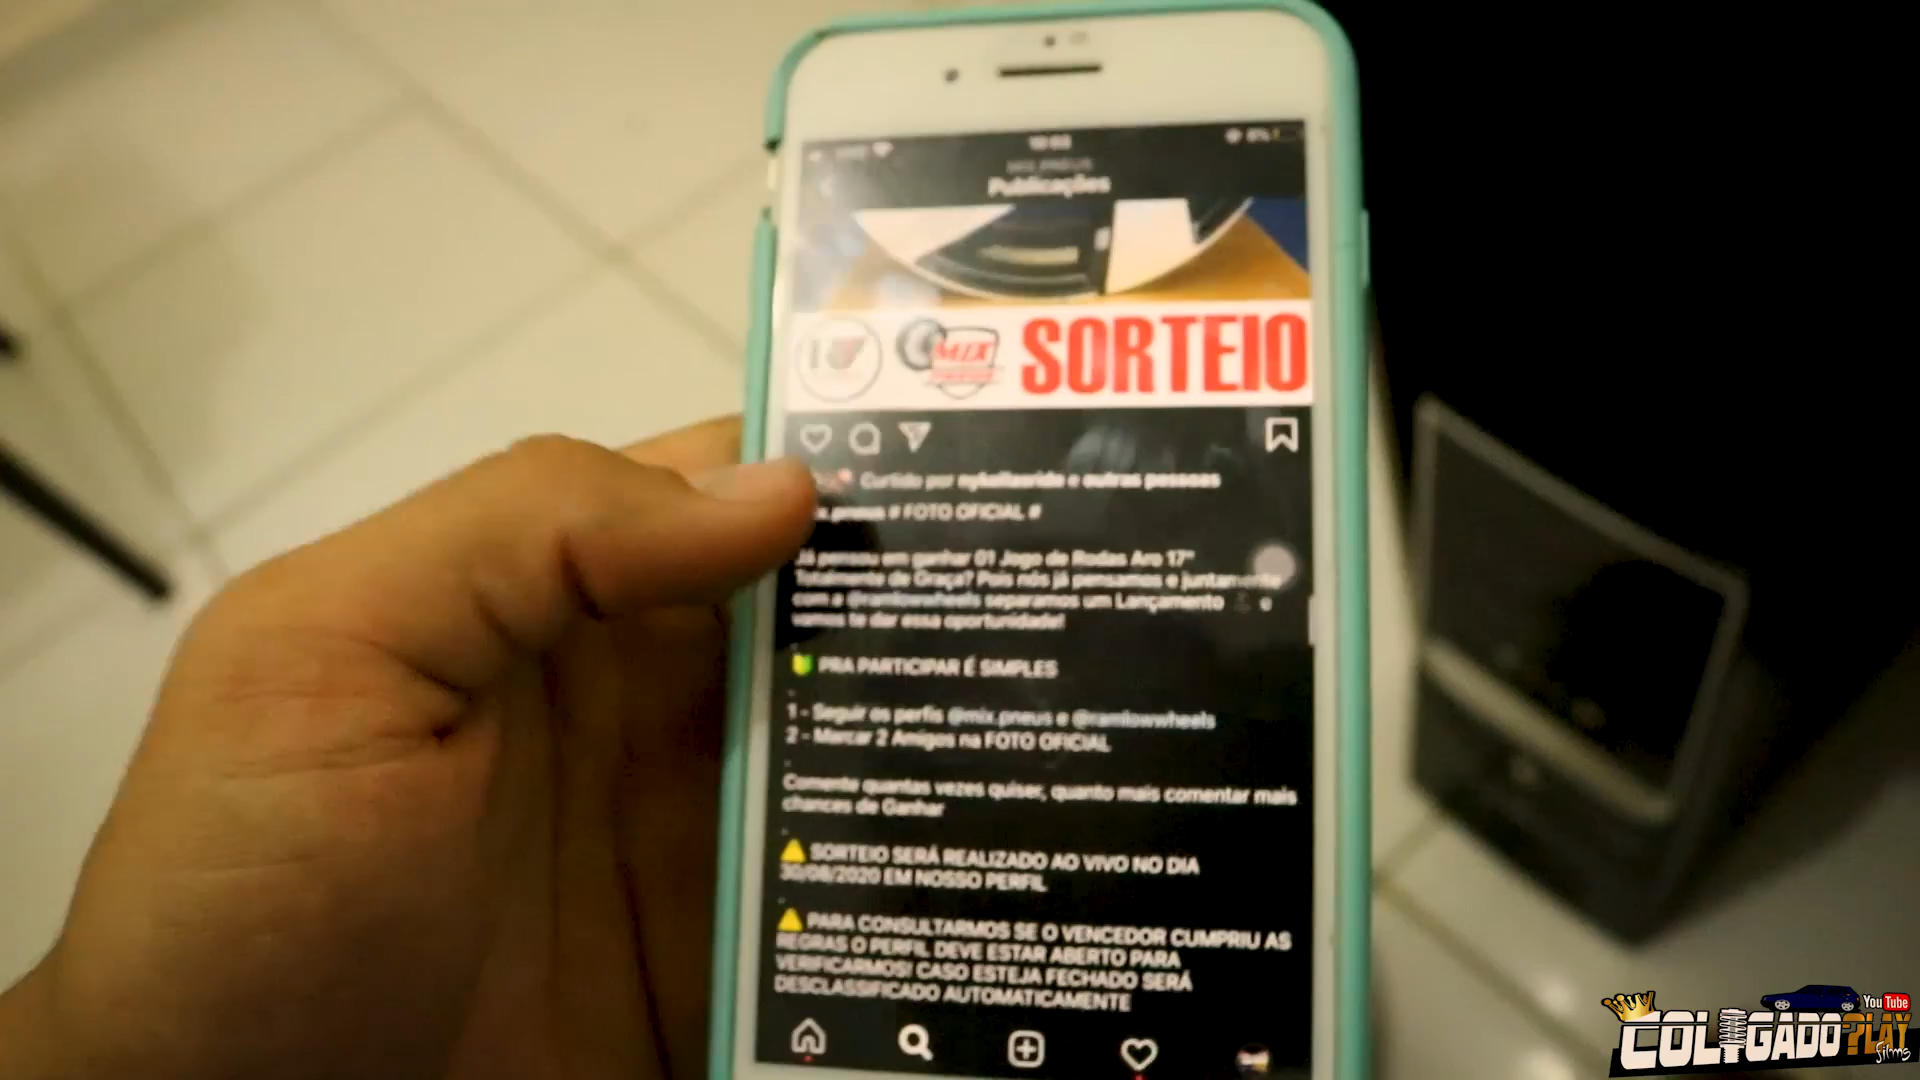 Publicações
17
MIX
SORTEIO
Curtido por e outras pessoas
pneus # FOTO OFICIAL #
Já pensou em ganhar 01 Jogo de Rodas Aro 17"
Totalmente de Graça? Pois nós já pensamos e juntamente
com a @ramlowwheels separamos um Lançamento e
vamos te dar essa oportunidade!
PRA PARTICIPAR É SIMPLES
1 - Seguir os perfis @mix.pneus e @ramlowwheels
2 - Marcar 2 Amigos na FOTO OFICIAL
Comente quantas vezes quiser, quanto mais comentar mais
chances de Ganhar
SORTEIO SERÁ REALIZADO AO VIVO NO DIA
30/08/2020 EM NOSSO PERFIL
PARA CONSULTARMOS SE O VENCEDOR CUMPRIU AS
REGRAS O PERFIL DEVE ESTAR ABERTO PARA
VERIFICARMOS! CASO ESTEJA FECHADO SERÁ
DESCLASSIFICADO AUTOMATICAMENTE
YouTube
COLIGADO PLAY
films